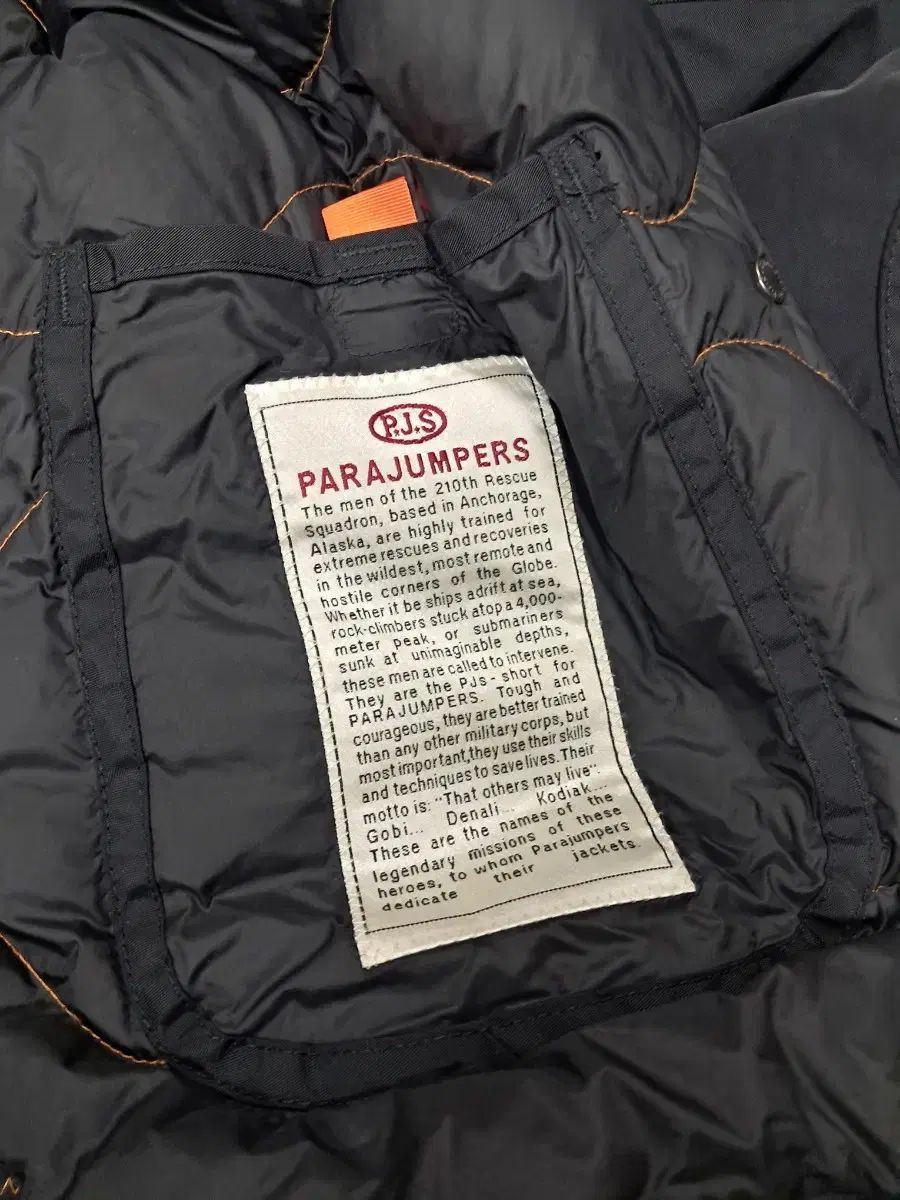 P.J.S
PARAJUMPERS
The men of the 210th Rescue
Squadron, based in Anchorage,
Alaska, are highly trained for
extreme rescues and recoveries
in the wildest, most remote and
hostile corners of the Globe.
Whether it be ships adrift at sea,
rock-climbers stuck atop a 4,000-
meter peak, or submariners
sunk at unimaginable depths,
these men are called to intervene.
They are the PJs - short for
PARAJUMPERS. Tough and
courageous, they are better trained
than any other military corps, but
most important,they use their skills
and techniques to save lives. Their
motto is: "That others may live".
Gobi... Denali... Kodiak...
These are the names of the
legendary missions of these
heroes, to whom Parajumpers
dedicate their jackets.